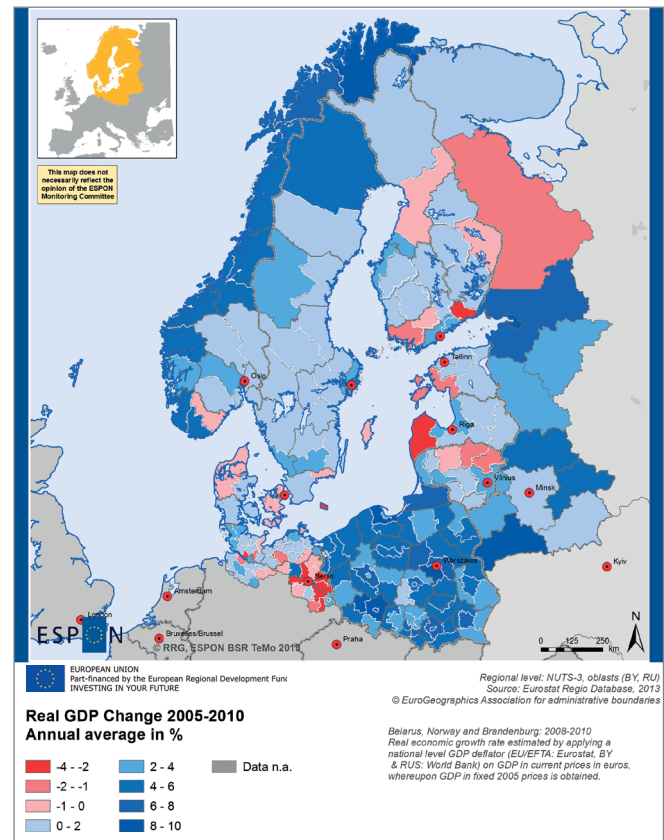 This map does not
necessarily reflect the
opinion of the ESPON
Monitoring Committee
Oslo
Tallinn
Riga
Vilnius
Minsk
Berlin
Warszawa
Kyiv
Amsterdam
London
Bruxelles/Brussel
Praha
ESPON
© RRG, ESPON BSR TeMo 2013
N
0 125 250
km
EUROPEAN UNION
Part-financed by the European Regional Development Fund
INVESTING IN YOUR FUTURE
Regional level: NUTS-3, oblasts (BY, RU)
Source: Eurostat Regio Database, 2013
© EuroGeographics Association for administrative boundaries
Real GDP Change 2005-2010
Annual average in %
-4 - -2
-2 - -1
-1 - 0
0 - 2
2 - 4
4 - 6
6 - 8
8 - 10
Data n.a.
Belarus, Norway and Brandenburg: 2008-2010
Real economic growth rate estimated by applying a
national level GDP deflator (EU/EFTA: Eurostat, BY
& RUS: World Bank) on GDP in current prices in euros,
whereupon GDP in fixed 2005 prices is obtained.